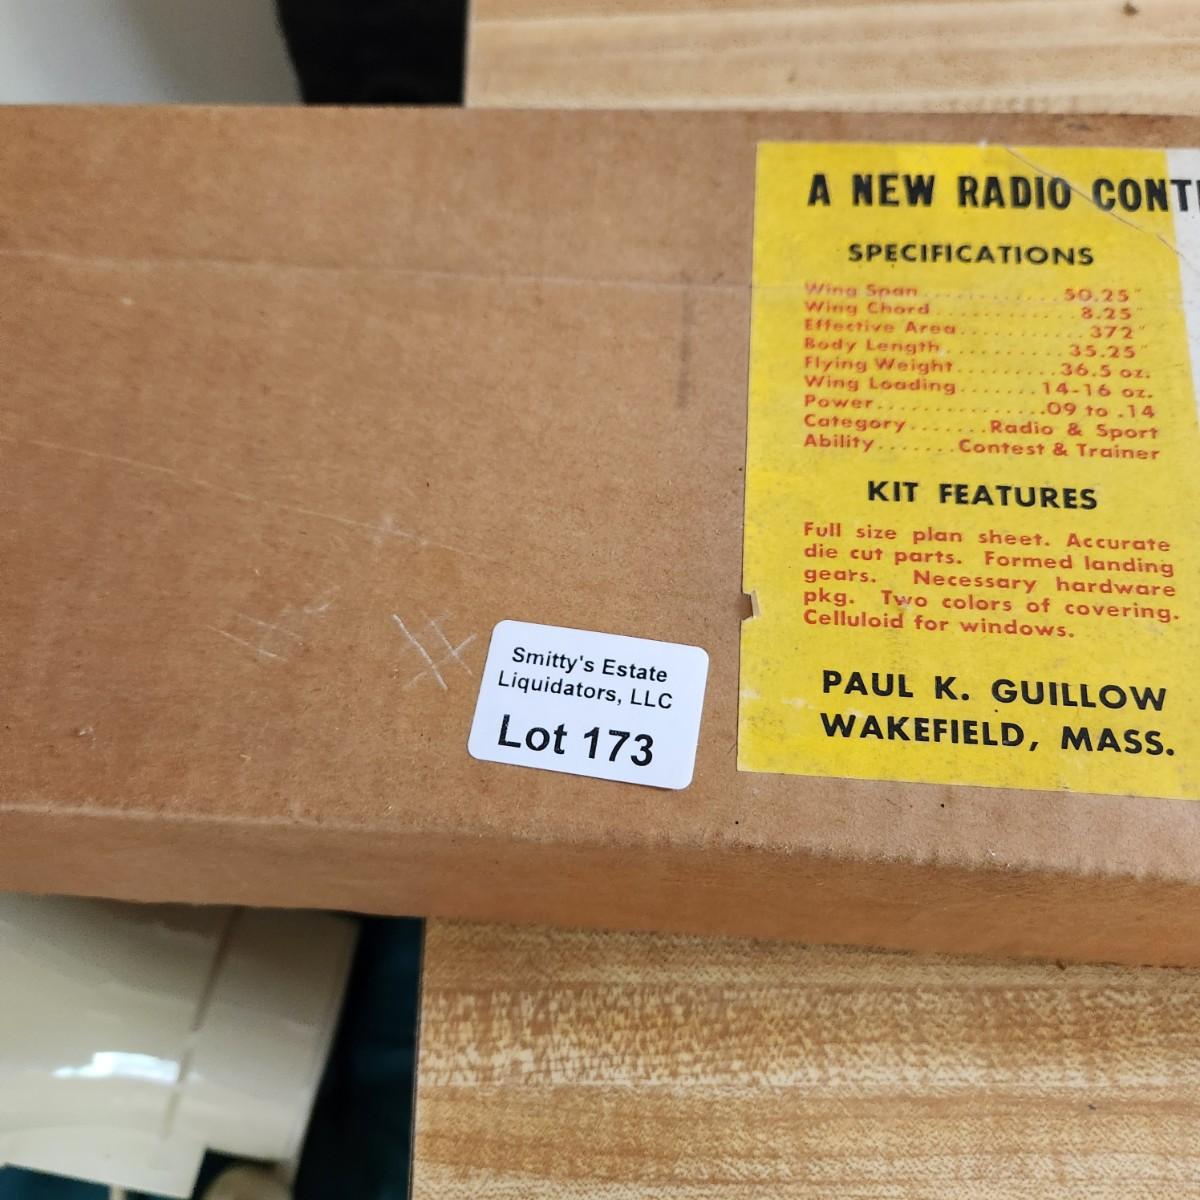 A NEW RADIO CONT
SPECIFICATIONS
Wing Span..............50.25"
Wing Chord..............8.25"
Effective Area............372"
Body Length..........35.25"
Flying Weight.........36.5 oz.
Wing Loading.......14-16 oz.
Power...............09 to .14
Category.......Radio & Sport
Ability.......Contest & Trainer
KIT FEATURES
Full size plan sheet. Accurate
die cut parts. Formed landing
gears. Necessary hardware
pkg. Two colors of covering.
Celluloid for windows.
PAUL K. GUILLOW
WAKEFIELD, MASS.
Smitty's Estate
Liquidators, LLC
Lot 173